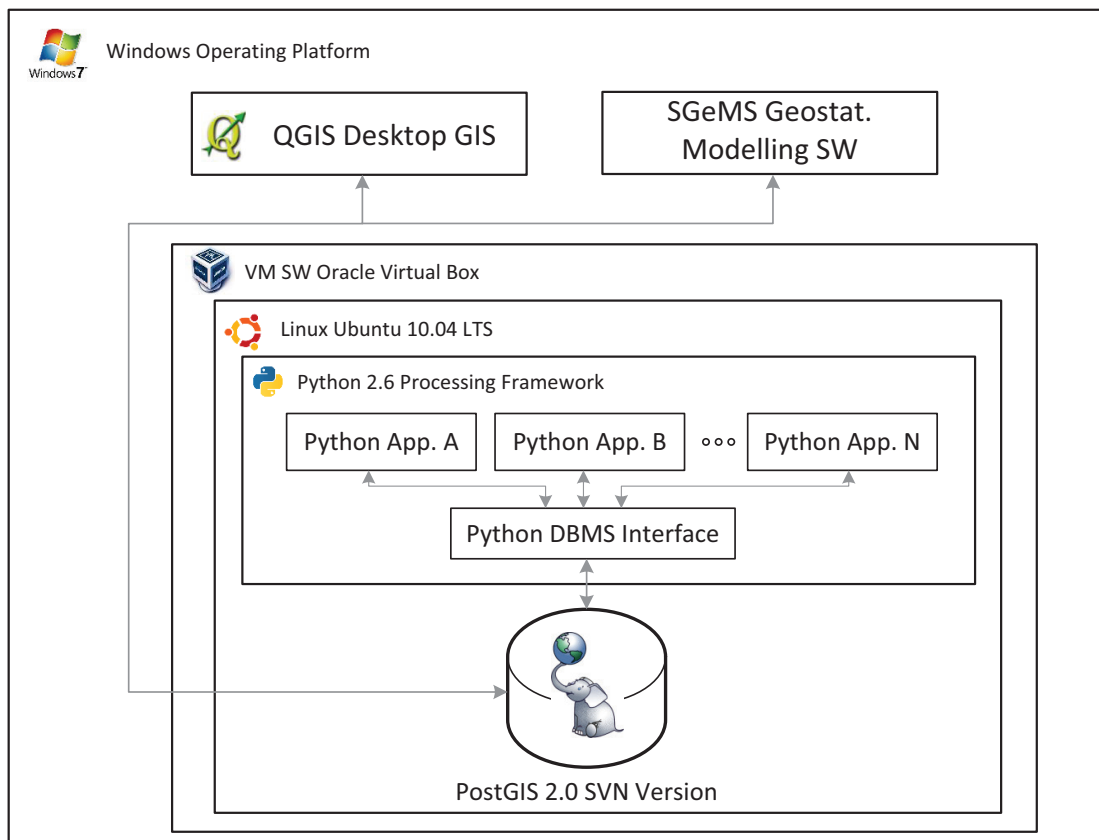 Windows Operating Platform
Windows 7
QGIS Desktop GIS
SGeMS Geostat.
Modelling SW
VM SW Oracle Virtual Box
Linux Ubuntu 10.04 LTS
Python 2.6 Processing Framework
Python App. A
Python App. B
Python App. N
Python DBMS Interface
PostGIS 2.0 SVN Version